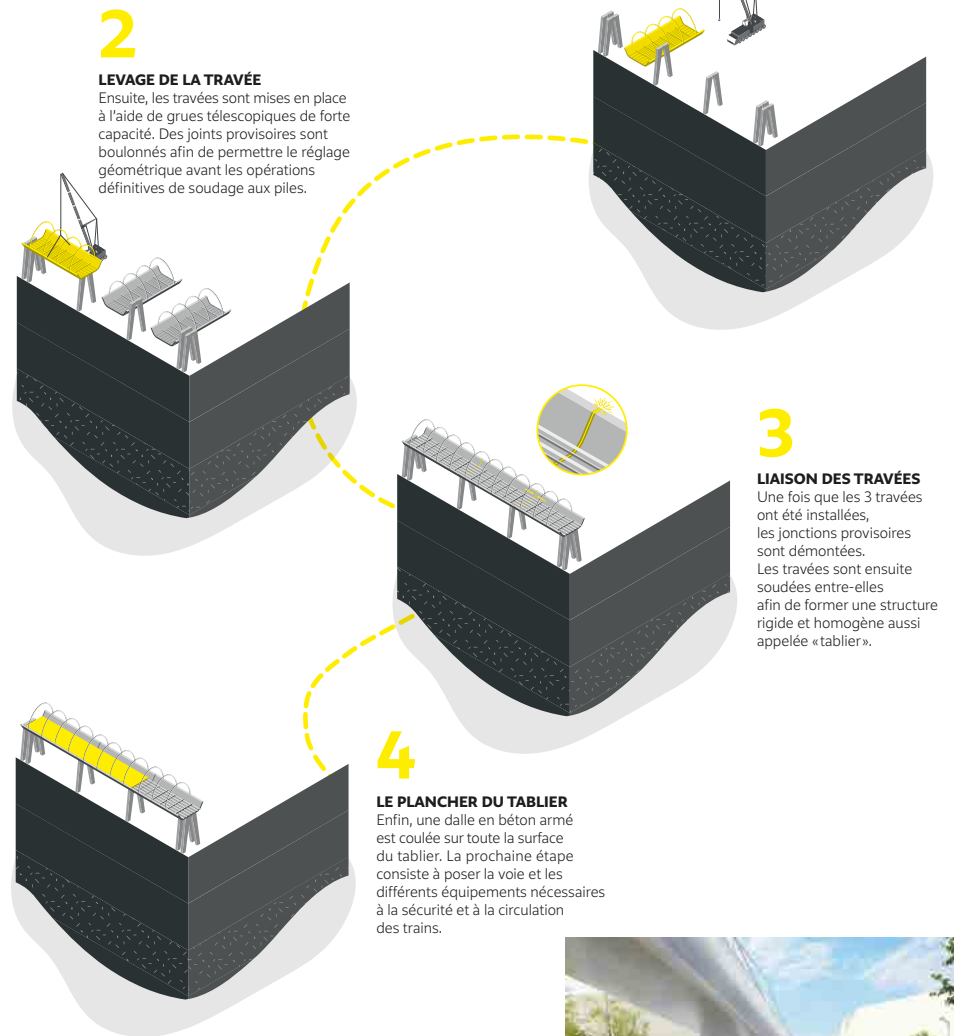 2
LEVAGE DE LA TRAVÉE
Ensuite, les travées sont mises en place
à l'aide de grues télescopiques de forte
capacité. Des joints provisoires sont
boulonnés afin de permettre le réglage
géométrique avant les opérations
définitives de soudage aux piles.
3
LIAISON DES TRAVÉES
Une fois que les 3 travées
ont été installées,
les jonctions provisoires
sont démontées.
Les travées sont ensuite
soudées entre-elles
afin de former une structure
rigide et homogène aussi
appelée «tablier».
4
LE PLANCHER DU TABLIER
Enfin, une dalle en béton armé
est coulée sur toute la surface
du tablier. La prochaine étape
consiste à poser la voie et les
différents équipements nécessaires
à la sécurité et à la circulation
des trains.